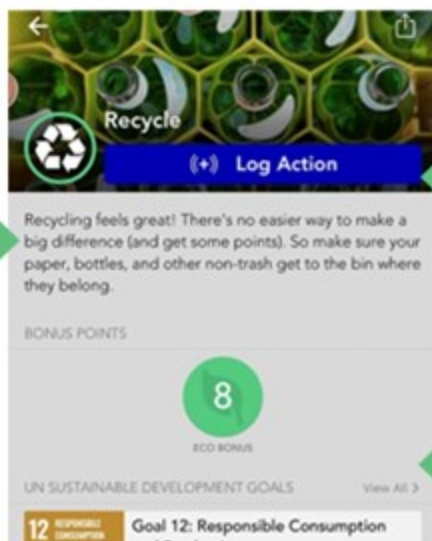 Recycle
((+)) Log Action
Recycling feels great! There's no easier way to make a
big difference (and get some points). So make sure your
paper, bottles, and other non-trash get to the bin where
they belong.
BONUS POINTS
8
ECO BONUS
UN SUSTAINABLE DEVELOPMENT GOALS View All >
12 RESPONSIBLE
CONSUMPTION
Goal 12: Responsible Consumption